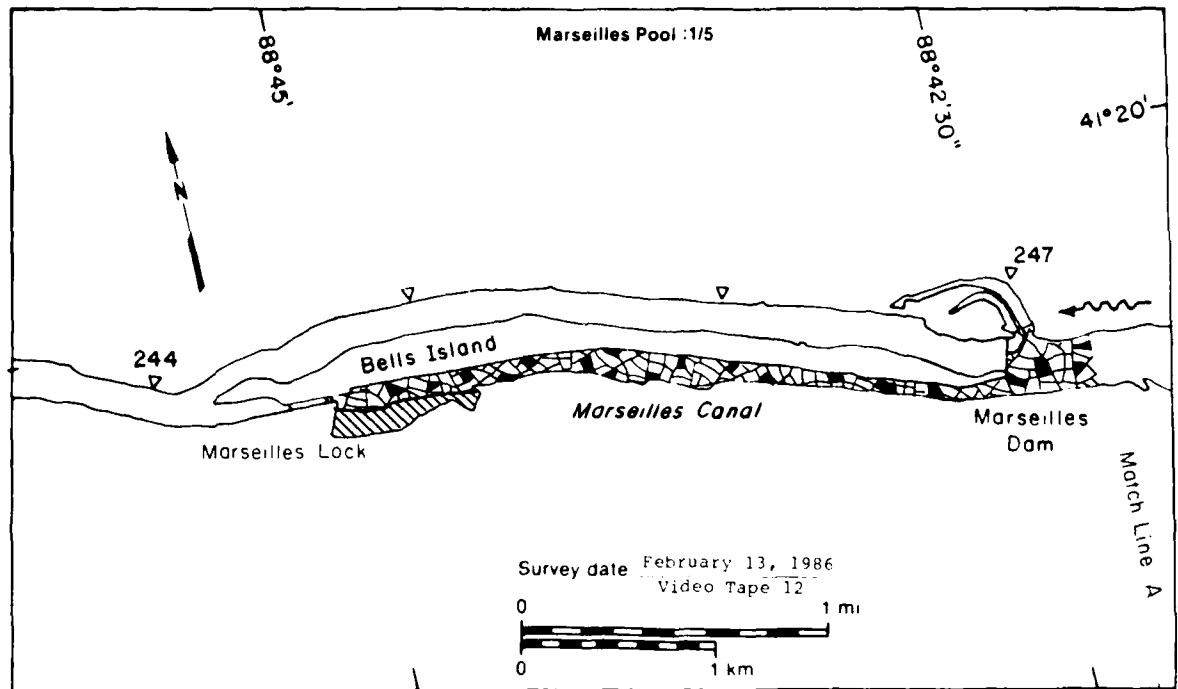 Marseilles Pool :1/5
88°45'
88°42'30"
41°20'
N
247
244
Bells Island
Marseilles Canal
Marseilles Lock
Marseilles
Dam
Match Line A
Survey date February 13, 1986
Video Tape 12
0 1 mi
0 1 km